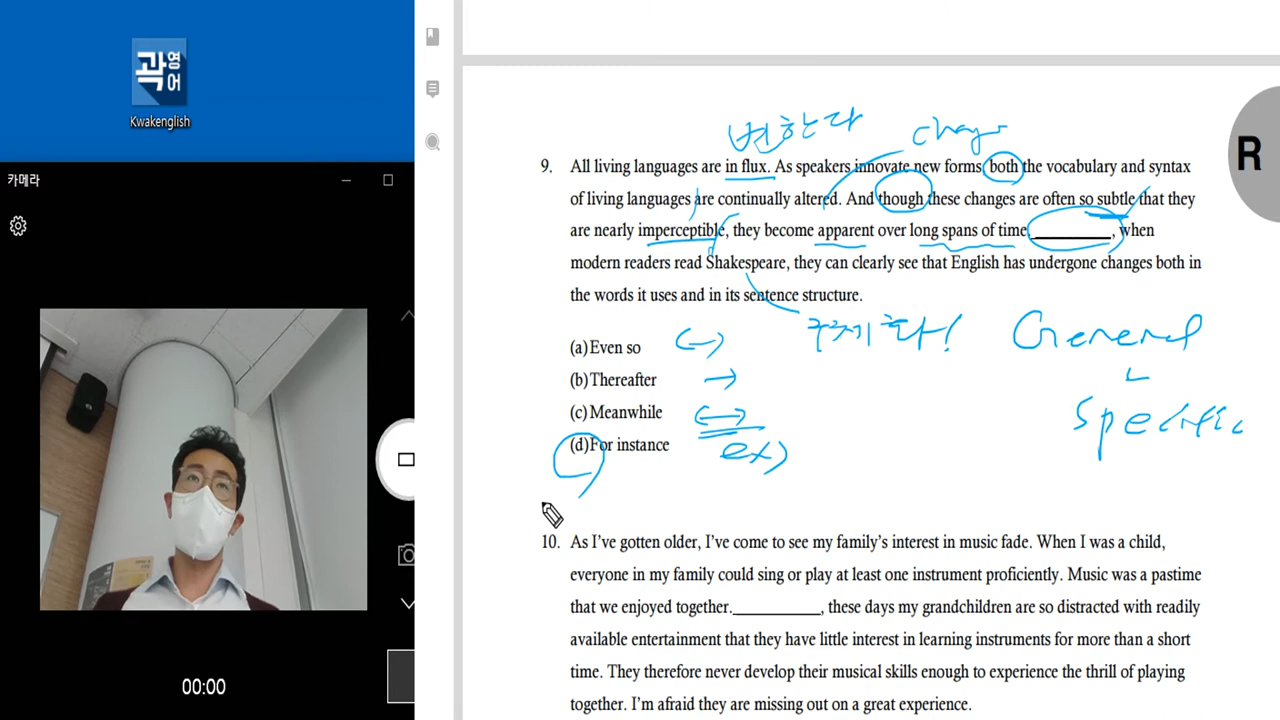 곽영어
Kwakenglish
카메라
00:00
R
변한다
change
9. All living languages are in flux. As speakers innovate new forms both the vocabulary and syntax
of living languages are continually altered. And though these changes are often so subtle that they
are nearly imperceptible, they become apparent over long spans of time. __________, when
modern readers read Shakespeare, they can clearly see that English has undergone changes both in
the words it uses and in its sentence structure.
General
(a) Even so
(b) Thereafter
Specific
(c) Meanwhile
(d) For instance
ex)
10. As I've gotten older, I've come to see my family's interest in music fade. When I was a child,
everyone in my family could sing or play at least one instrument proficiently. Music was a pastime
that we enjoyed together. __________, these days my grandchildren are so distracted with readily
available entertainment that they have little interest in learning instruments for more than a short
time. They therefore never develop their musical skills enough to experience the thrill of playing
together. I'm afraid they are missing out on a great experience.